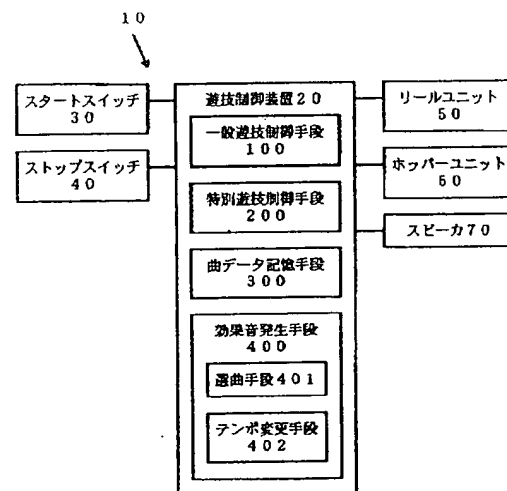 10
スタートスイッチ
30
ストップスイッチ
40
遊技制御装置20
一般遊技制御手段
100
特別遊技制御手段
200
曲データ記憶手段
300
効果音発生手段
400
選曲手段401
テンポ変更手段
402
リールユニット
50
ホッパーユニット
60
スピーカ70